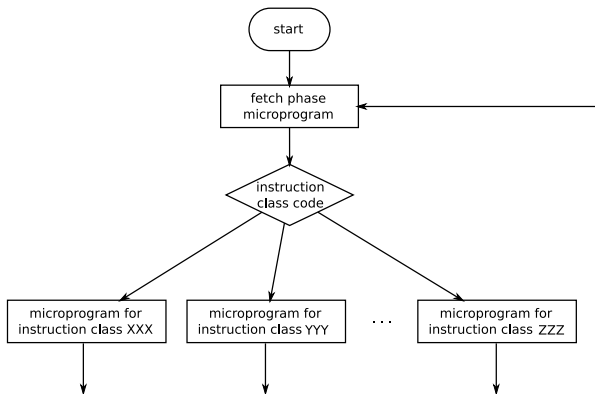 start
fetch phase
microprogram
instruction
class code
microprogram for
instruction class XXX
microprogram for
instruction class YYY
...
microprogram for
instruction class ZZZ